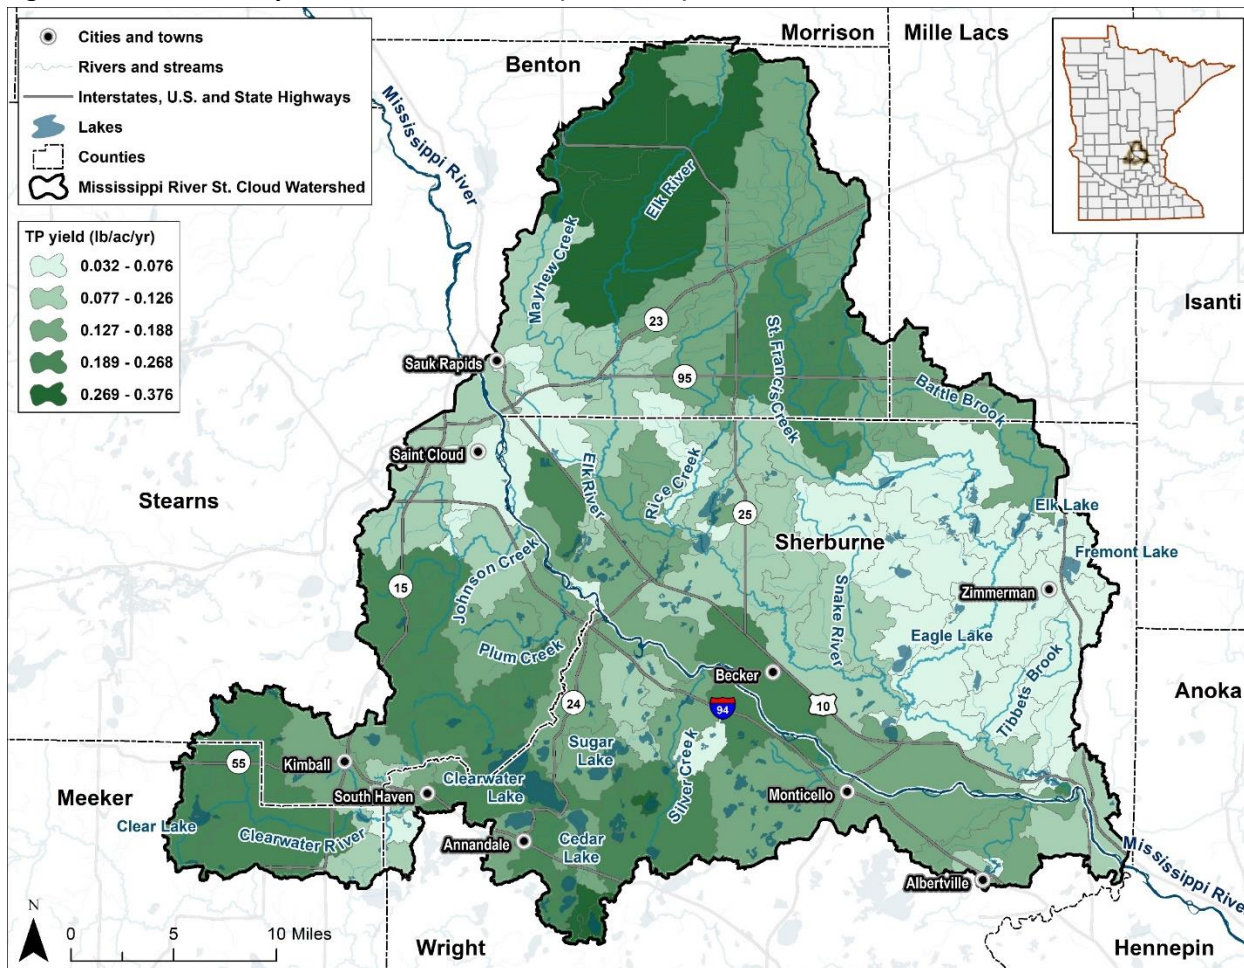 Cities and towns
Rivers and streams
Interstates, U.S. and State Highways
Lakes
Counties
Mississippi River St. Cloud Watershed
TP yield (lb/ac/yr)
0.032 - 0.076
0.077 - 0.126
0.127 - 0.188
0.189 - 0.268
0.269 - 0.376
Morrison
Mille Lacs
Benton
Mississippi River
Elk River
Mayhew Creek
Isanti
23
St. Francis Creek
Sauk Rapids
95
Battle Brook
Saint Cloud
Elk River
Rice Creek
Stearns
25
Elk Lake
Sherburne
Fremont Lake
Johnson Creek
15
Zimmerman
Snake River
Eagle Lake
Plum Creek
Becker
Tibbets Brook
Anoka
24
94
10
Sugar
Lake
55
Kimball
Silver Creek
Clearwater
Lake
Meeker
South Haven
Monticello
Clear Lake
Clearwater River
Annandale
Cedar
Lake
Albertville
Mississippi River
N
0 5 10 Miles
Wright
Hennepin